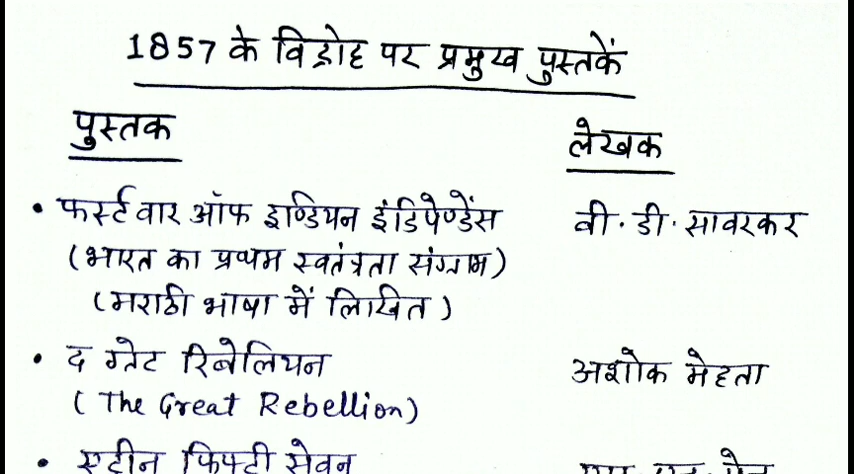 1857 के विद्रोह पर प्रमुख पुस्तकें
पुस्तक लेखक
• फर्स्ट वार ऑफ इण्डियन इंडिपेण्डेंस वी. डी. सावरकर
(भारत का प्रथम स्वतंत्रता संग्राम)
(मराठी भाषा में लिखित)
• द ग्रेट रिबेलियन अशोक मेहता
(The Great Rebellion)
• एटीन फिफ्टी सेवन